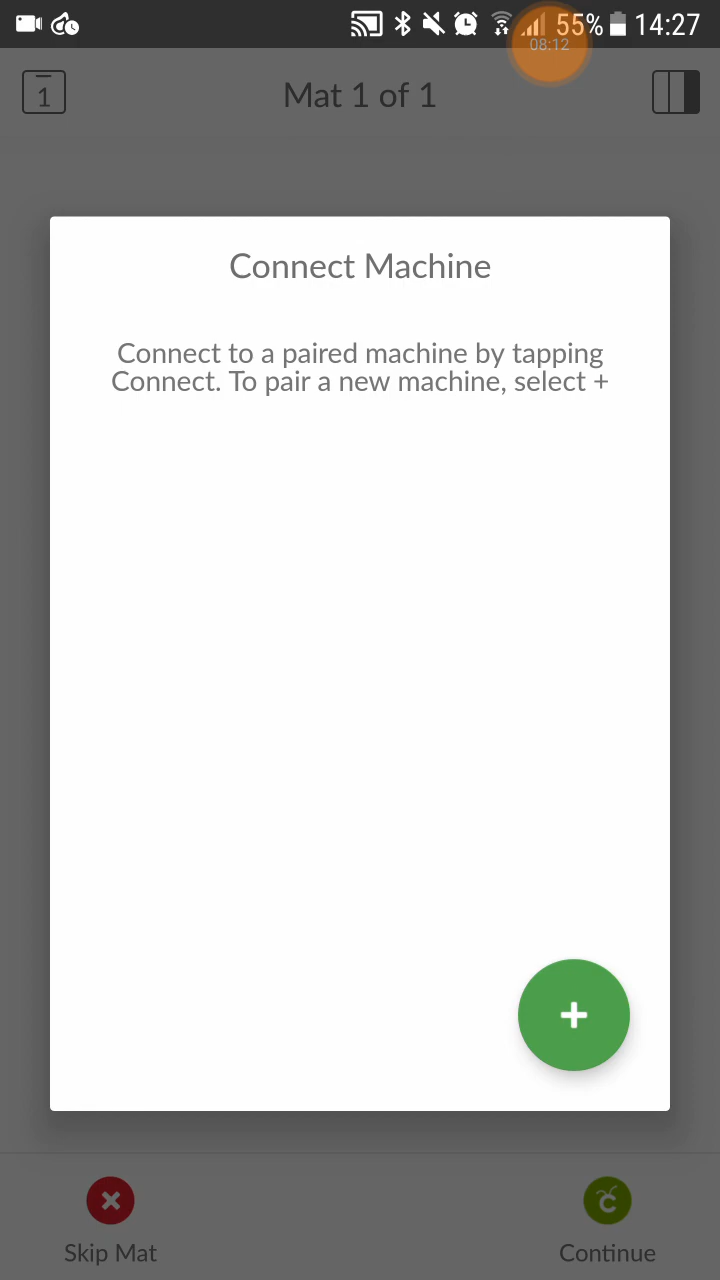 55% 14:27
08:12
1
Mat 1 of 1
Connect Machine
Connect to a paired machine by tapping
Connect. To pair a new machine, select +
+
Skip Mat
Continue